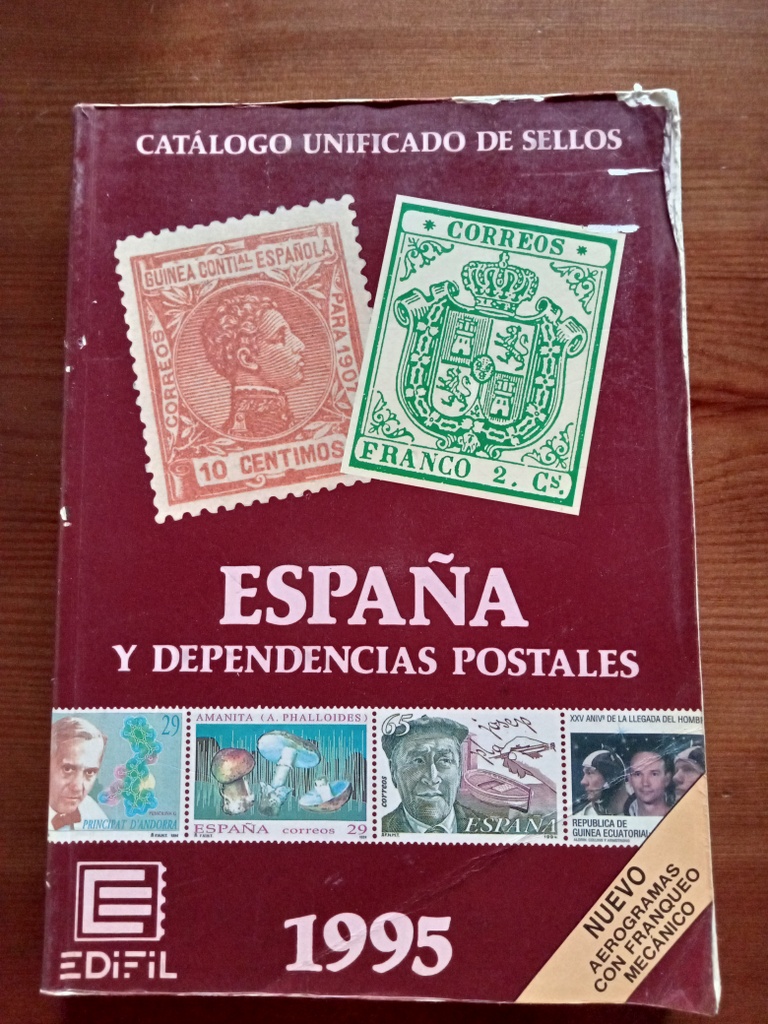 CATÁLOGO UNIFICADO DE SELLOS
GUINEA CONTIAL ESPAÑOLA
CORREOS
PARA 1907
10 CENTIMOS
* CORREOS *
FRANCO 2. Cs.
ESPAÑA
Y DEPENDENCIAS POSTALES
29
PRINCIPAT D'ANDORRA
AMANITA (A. PHALLOIDES)
ESPAÑA correos 29
65
CORREOS
ESPAÑA
XXV ANIVº DE LA LLEGADA DEL HOMB
REPUBLICA DE
GUINEA ECUATORIAL
EDIFIL
1995
NUEVO
AEROGRAMAS
CON FRANQUEO
MECÁNICO